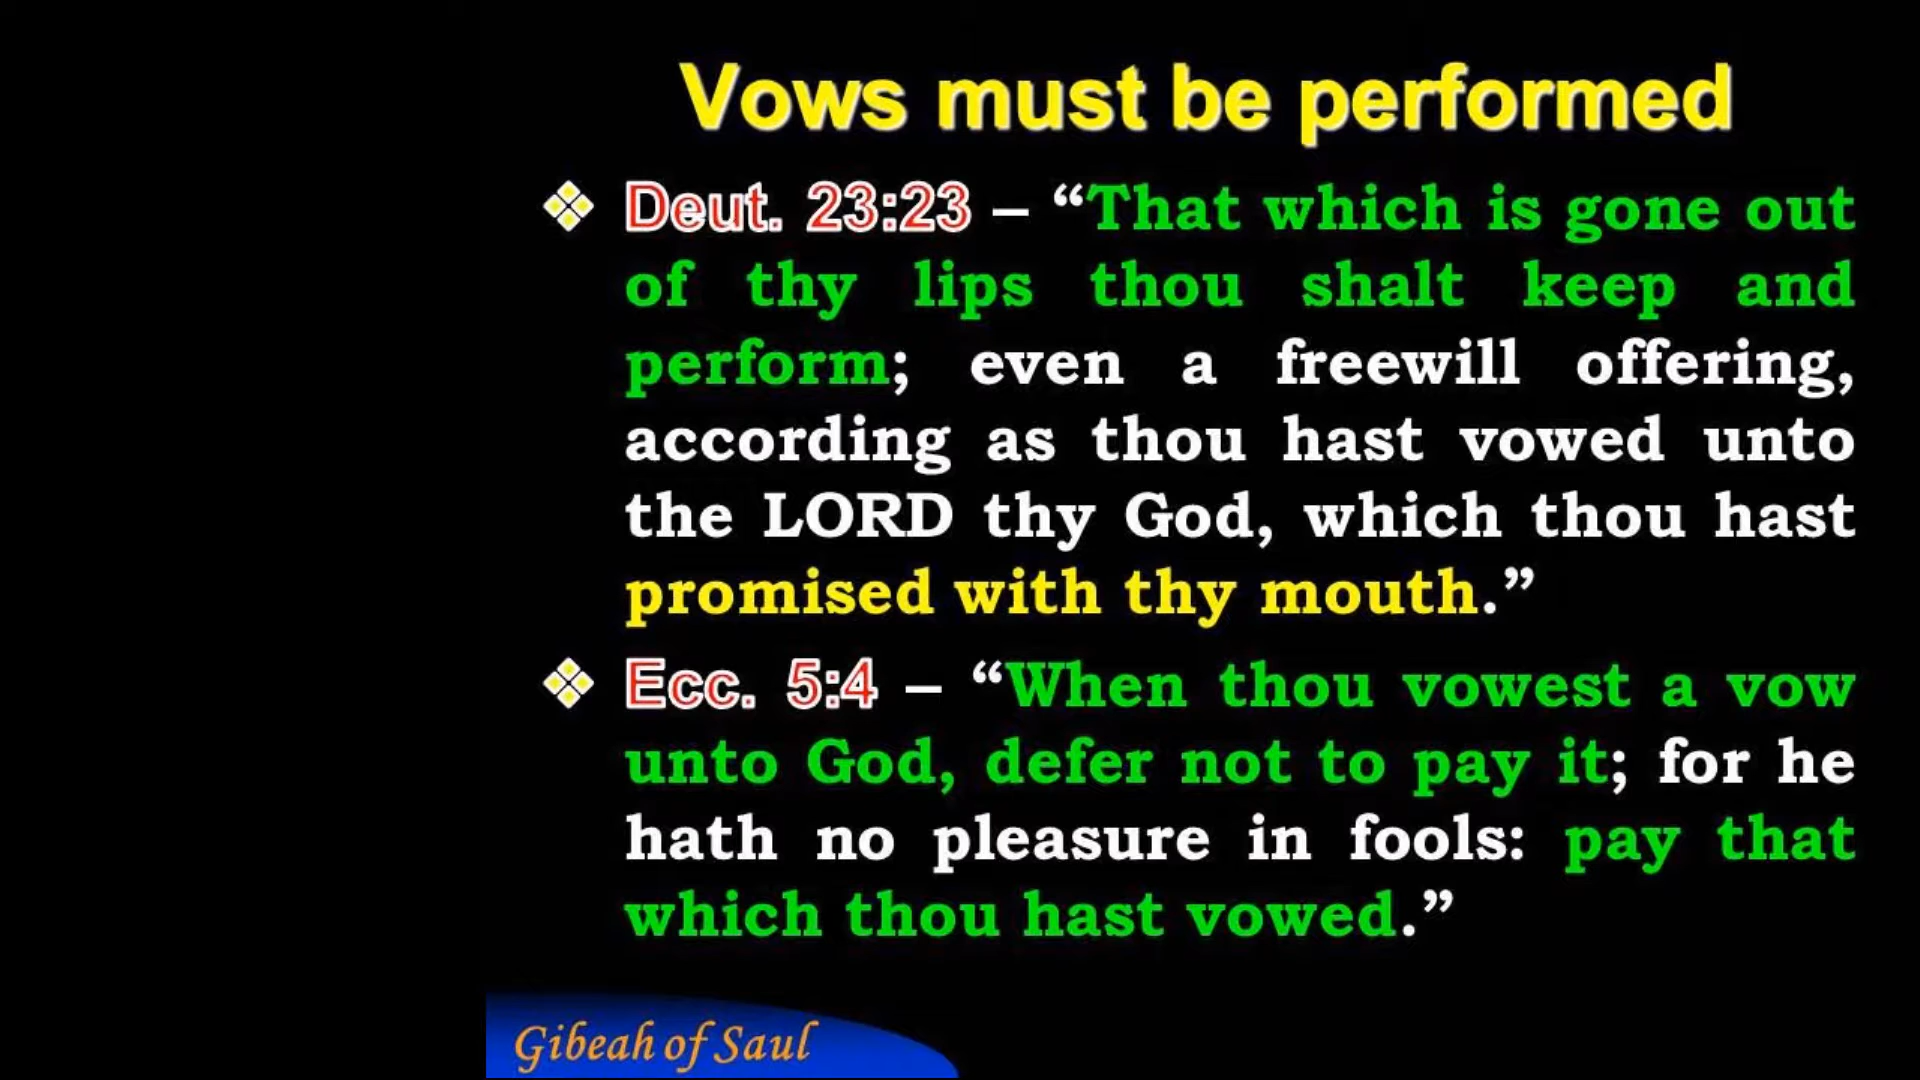 Vows must be performed
❖ Deut. 23:23 – “That which is gone out
of thy lips thou shalt keep and
perform; even a freewill offering,
according as thou hast vowed unto
the LORD thy God, which thou hast
promised with thy mouth.”
❖ Ecc. 5:4 – “When thou vowest a vow
unto God, defer not to pay it; for he
hath no pleasure in fools: pay that
which thou hast vowed.”
Gibeah of Saul